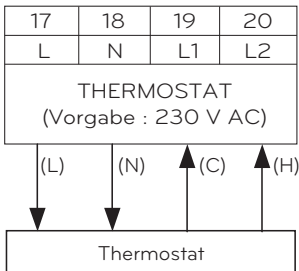 17 18 19 20
L N L1 L2
THERMOSTAT
(Vorgabe : 230 V AC)
(L) (N) (C) (H)
Thermostat